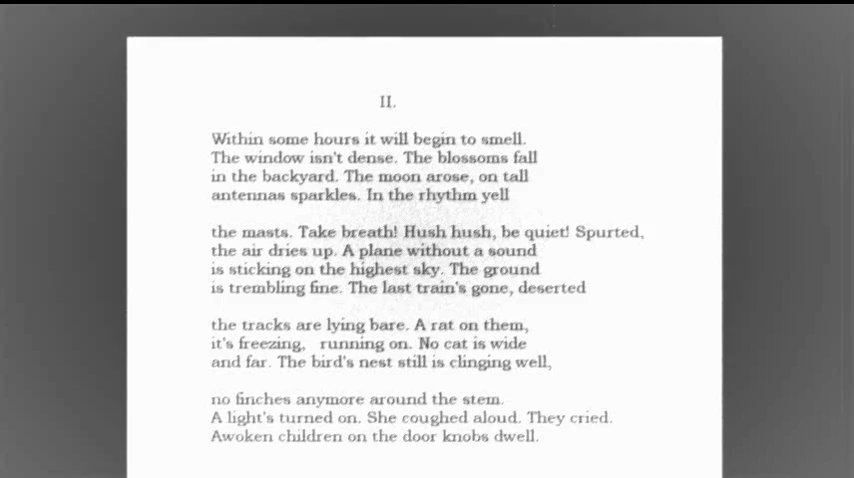 II.
Within some hours it will begin to smell.
The window isn't dense. The blossoms fall
in the backyard. The moon arose, on tall
antennas sparkles. In the rhythm yell
the masts. Take breath! Hush hush, be quiet! Spurted,
the air dries up. A plane without a sound
is sticking on the highest sky. The ground
is trembling fine. The last train's gone, deserted
the tracks are lying bare. A rat on them,
it's freezing, running on. No cat is wide
and far. The bird's nest still is clinging well,
no finches anymore around the stem.
A light's turned on. She coughed aloud. They cried.
Awoken children on the door knobs dwell.